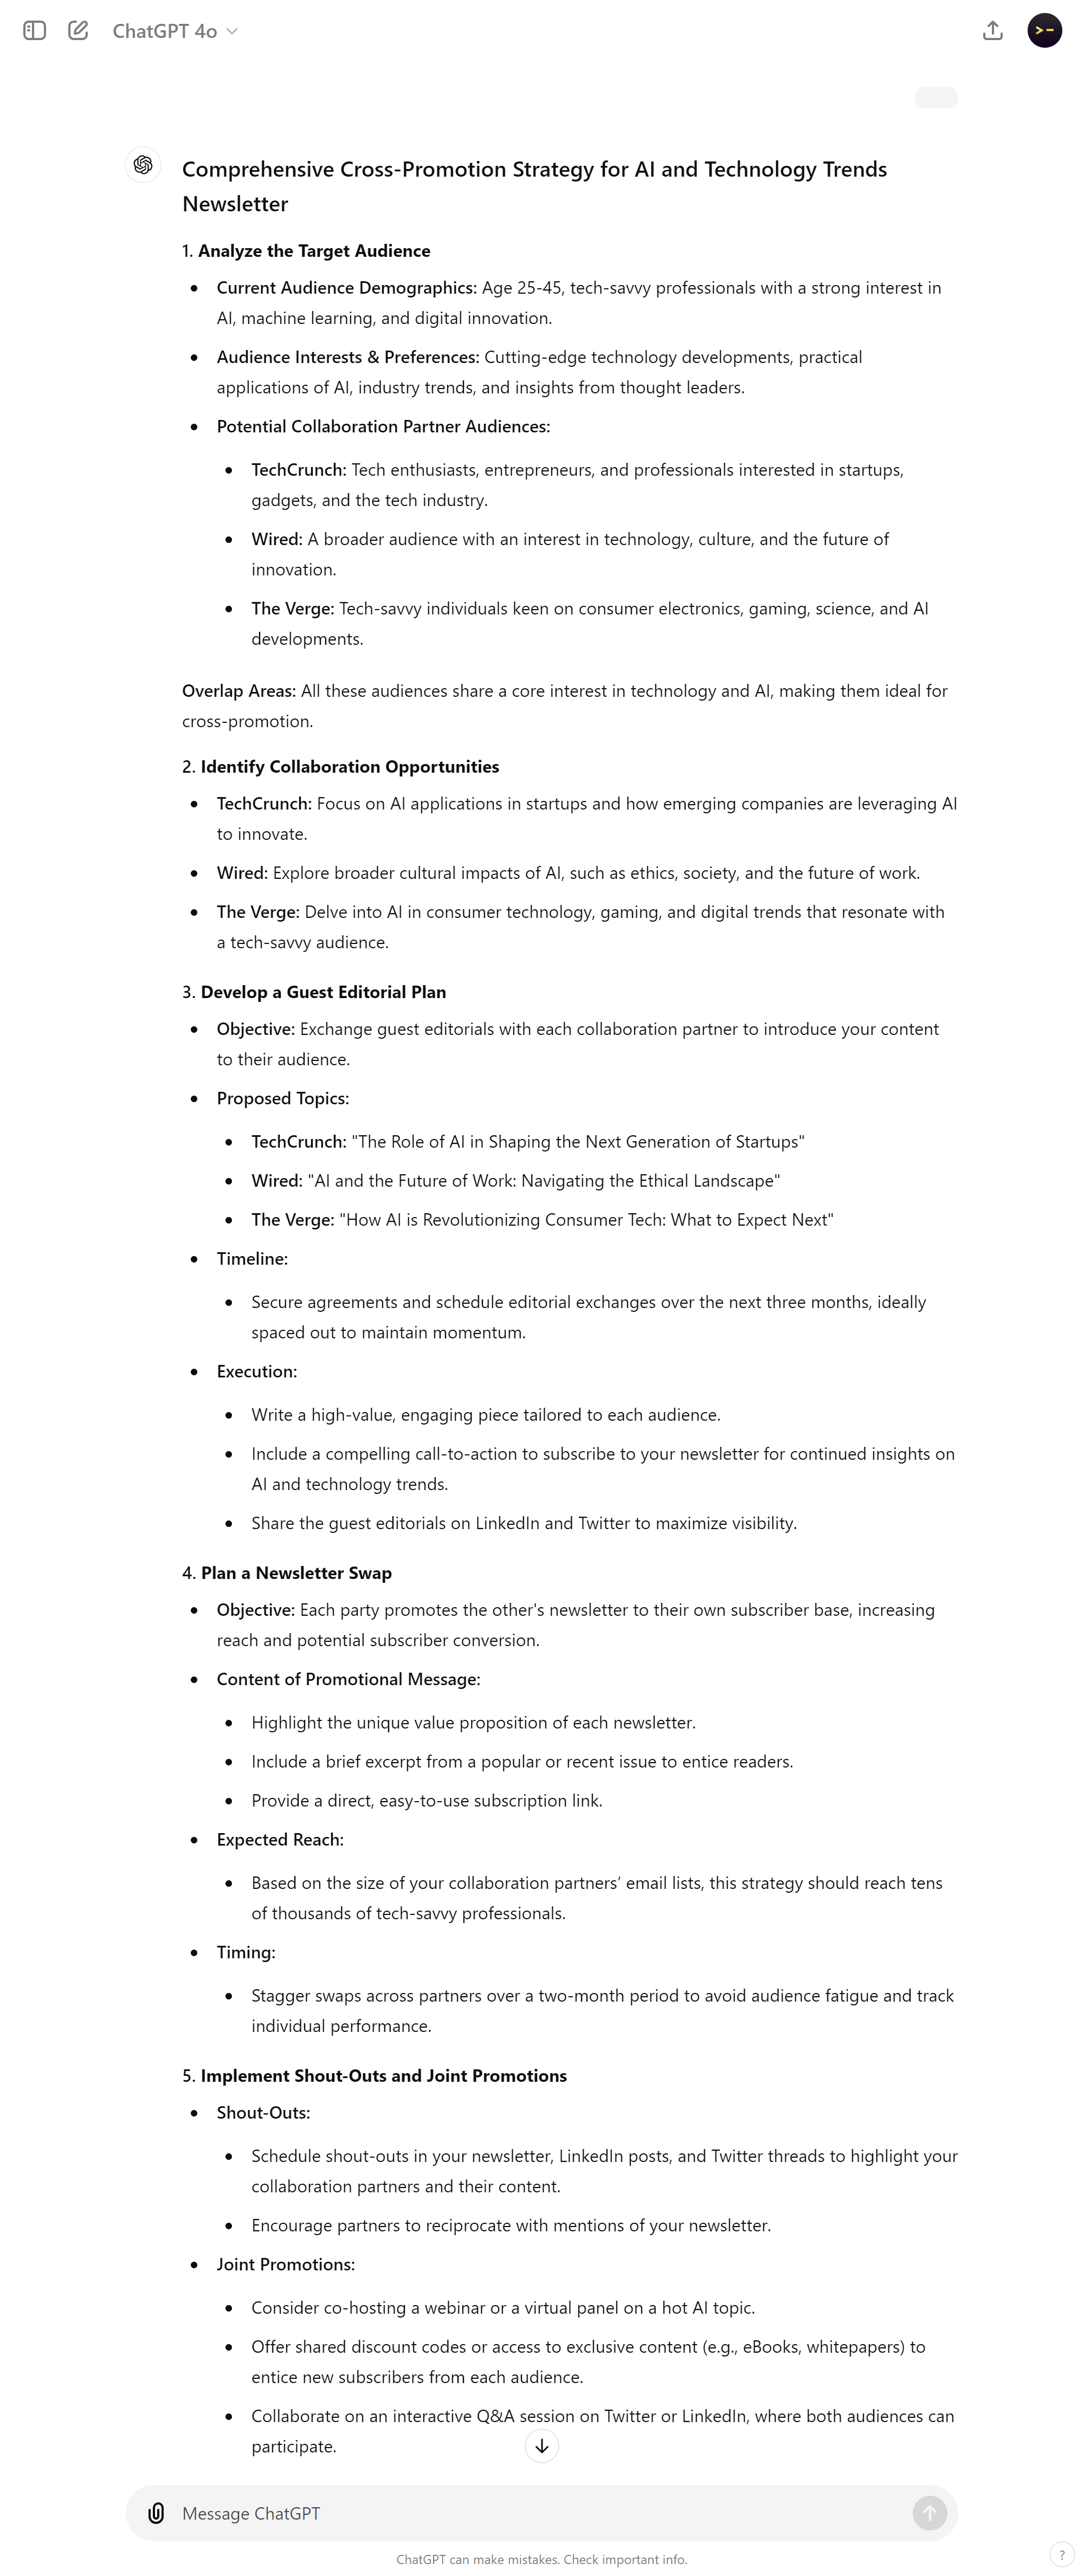 ChatGPT 4o
>-
Comprehensive Cross-Promotion Strategy for AI and Technology Trends
Newsletter
1. Analyze the Target Audience
• Current Audience Demographics: Age 25-45, tech-savvy professionals with a strong interest in
AI, machine learning, and digital innovation.
• Audience Interests & Preferences: Cutting-edge technology developments, practical
applications of AI, industry trends, and insights from thought leaders.
• Potential Collaboration Partner Audiences:
• TechCrunch: Tech enthusiasts, entrepreneurs, and professionals interested in startups,
gadgets, and the tech industry.
• Wired: A broader audience with an interest in technology, culture, and the future of
innovation.
• The Verge: Tech-savvy individuals keen on consumer electronics, gaming, science, and AI
developments.
Overlap Areas: All these audiences share a core interest in technology and AI, making them ideal for
cross-promotion.
2. Identify Collaboration Opportunities
• TechCrunch: Focus on AI applications in startups and how emerging companies are leveraging AI
to innovate.
• Wired: Explore broader cultural impacts of AI, such as ethics, society, and the future of work.
• The Verge: Delve into AI in consumer technology, gaming, and digital trends that resonate with
a tech-savvy audience.
3. Develop a Guest Editorial Plan
• Objective: Exchange guest editorials with each collaboration partner to introduce your content
to their audience.
• Proposed Topics:
• TechCrunch: "The Role of AI in Shaping the Next Generation of Startups"
• Wired: "AI and the Future of Work: Navigating the Ethical Landscape"
• The Verge: "How AI is Revolutionizing Consumer Tech: What to Expect Next"
• Timeline:
• Secure agreements and schedule editorial exchanges over the next three months, ideally
spaced out to maintain momentum.
• Execution:
• Write a high-value, engaging piece tailored to each audience.
• Include a compelling call-to-action to subscribe to your newsletter for continued insights on
AI and technology trends.
• Share the guest editorials on LinkedIn and Twitter to maximize visibility.
4. Plan a Newsletter Swap
• Objective: Each party promotes the other's newsletter to their own subscriber base, increasing
reach and potential subscriber conversion.
• Content of Promotional Message:
• Highlight the unique value proposition of each newsletter.
• Include a brief excerpt from a popular or recent issue to entice readers.
• Provide a direct, easy-to-use subscription link.
• Expected Reach:
• Based on the size of your collaboration partners’ email lists, this strategy should reach tens
of thousands of tech-savvy professionals.
• Timing:
• Stagger swaps across partners over a two-month period to avoid audience fatigue and track
individual performance.
5. Implement Shout-Outs and Joint Promotions
• Shout-Outs:
• Schedule shout-outs in your newsletter, LinkedIn posts, and Twitter threads to highlight your
collaboration partners and their content.
• Encourage partners to reciprocate with mentions of your newsletter.
• Joint Promotions:
• Consider co-hosting a webinar or a virtual panel on a hot AI topic.
• Offer shared discount codes or access to exclusive content (e.g., eBooks, whitepapers) to
entice new subscribers from each audience.
• Collaborate on an interactive Q&A session on Twitter or LinkedIn, where both audiences can
participate.
Message ChatGPT
ChatGPT can make mistakes. Check important info.
?